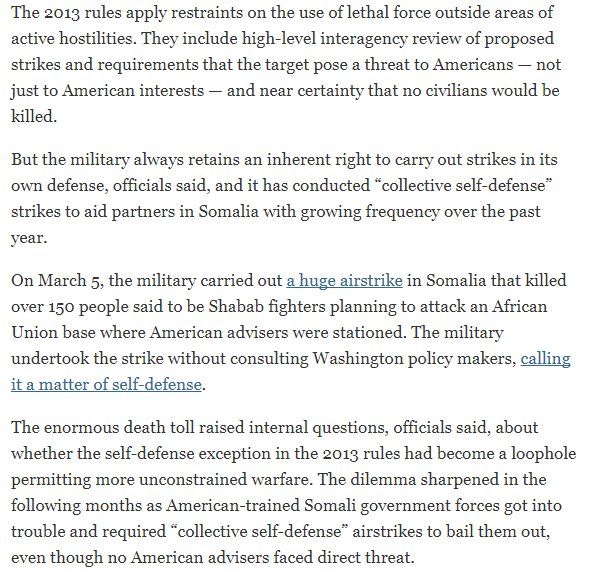 The 2013 rules apply restraints on the use of lethal force outside areas of
active hostilities. They include high-level interagency review of proposed
strikes and requirements that the target pose a threat to Americans — not
just to American interests — and near certainty that no civilians would be
killed.
But the military always retains an inherent right to carry out strikes in its
own defense, officials said, and it has conducted “collective self-defense”
strikes to aid partners in Somalia with growing frequency over the past
year.
On March 5, the military carried out a huge airstrike in Somalia that killed
over 150 people said to be Shabab fighters planning to attack an African
Union base where American advisers were stationed. The military
undertook the strike without consulting Washington policy makers, calling
it a matter of self-defense.
The enormous death toll raised internal questions, officials said, about
whether the self-defense exception in the 2013 rules had become a loophole
permitting more unconstrained warfare. The dilemma sharpened in the
following months as American-trained Somali government forces got into
trouble and required “collective self-defense” airstrikes to bail them out,
even though no American advisers faced direct threat.